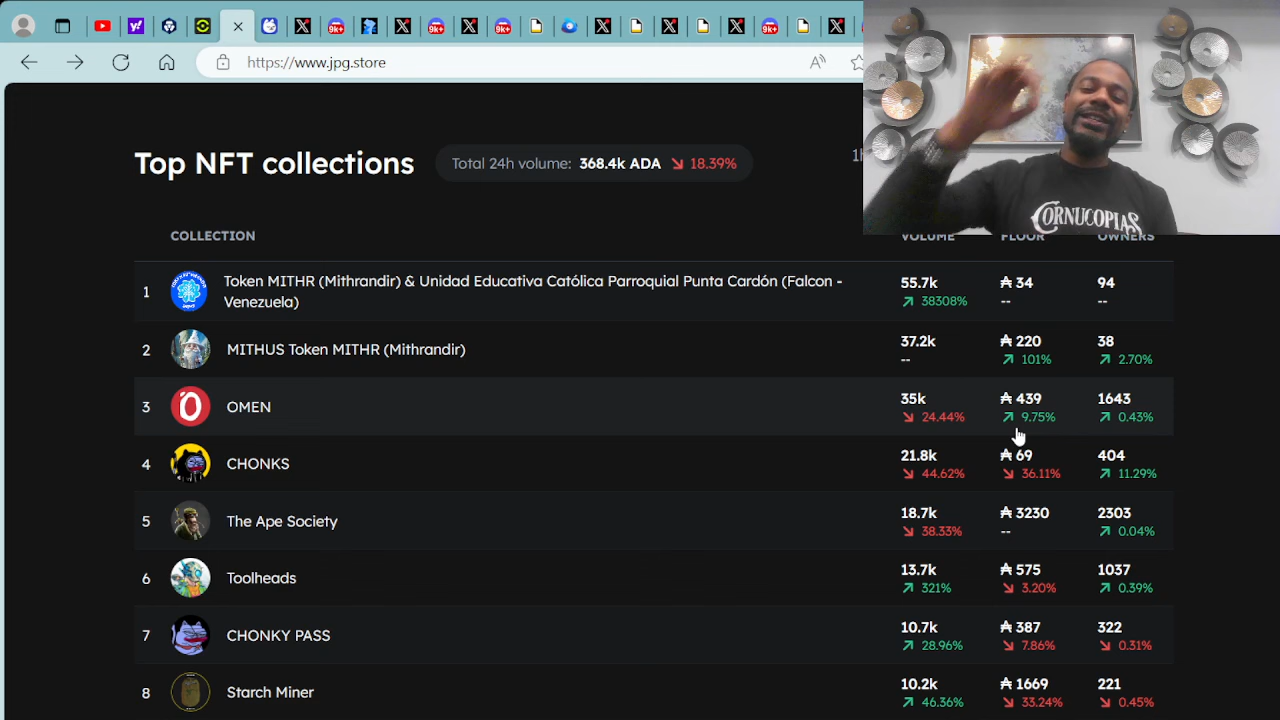 9k+
9k+
9k+
9k+
https://www.jpg.store
Top NFT collections
Total 24h volume: 368.4k ADA 18.39%
CORNUCOPIAS
COLLECTION VOLUME FLOOR OWNERS
1 Token MITHR (Mithrandir) & Unidad Educativa Católica Parroquial Punta Cardón (Falcon - 55.7k ₳ 34 94
Venezuela) 38308% -- --
2 MITHUS Token MITHR (Mithrandir) 37.2k ₳ 220 38
-- 101% 2.70%
3 OMEN 35k ₳ 439 1643
24.44% 9.75% 0.43%
4 CHONKS 21.8k ₳ 69 404
44.62% 36.11% 11.29%
5 The Ape Society 18.7k ₳ 3230 2303
38.33% -- 0.04%
6 Toolheads 13.7k ₳ 575 1037
321% 3.20% 0.39%
7 CHONKY PASS 10.7k ₳ 387 322
28.96% 7.86% 0.31%
8 Starch Miner 10.2k ₳ 1669 221
46.36% 33.24% 0.45%